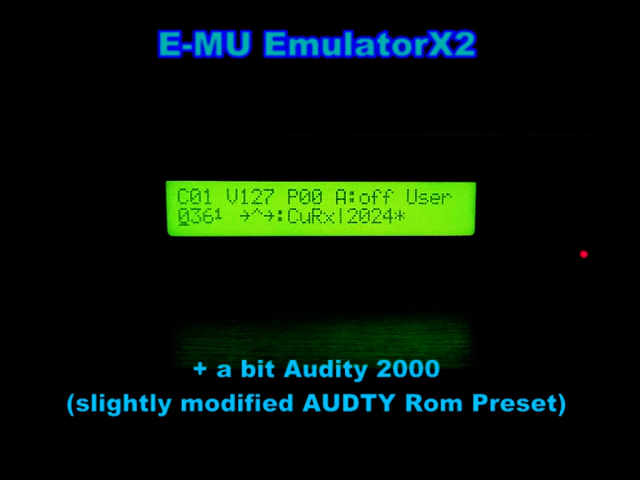 E-MU EmulatorX2
C01 V127 P00 A:off User
036¹ →^→:CuRx|2024*
+ a bit Audity 2000
(slightly modified AUDTY Rom Preset)